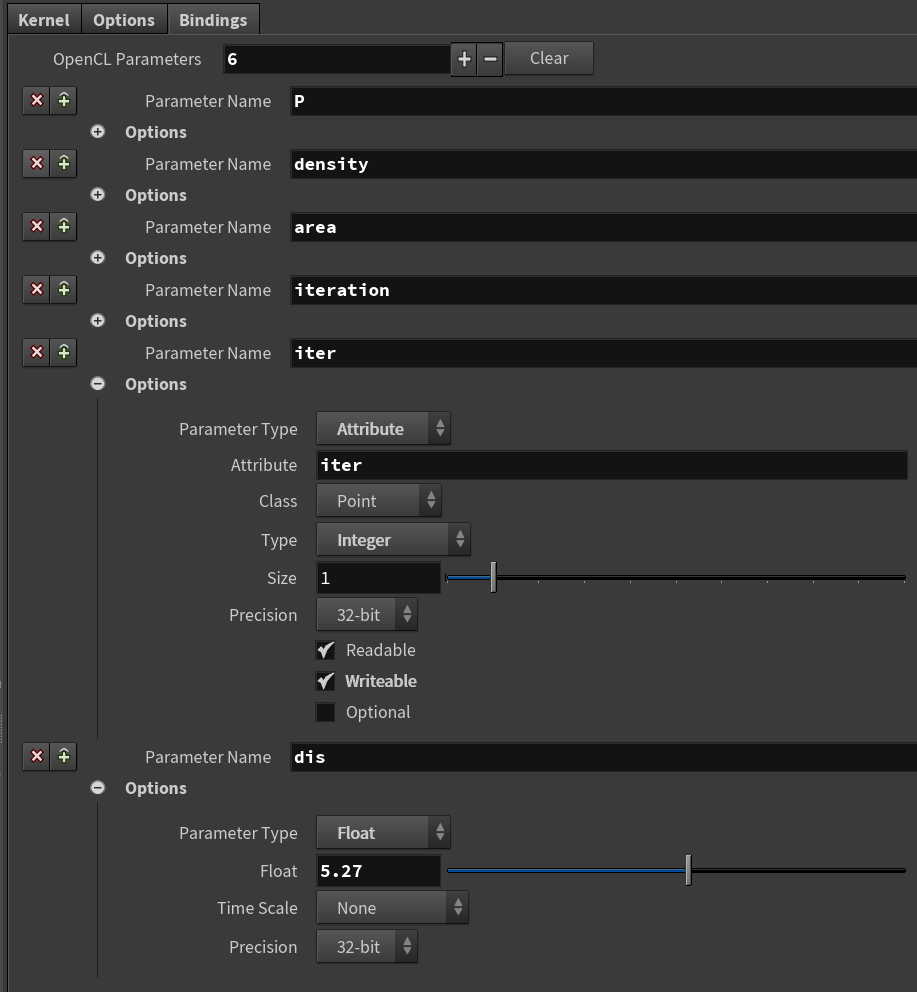 Kernel Options Bindings
OpenCL Parameters 6 Clear
Parameter Name P
Options
Parameter Name density
Options
Parameter Name area
Options
Parameter Name iteration
Options
Parameter Name iter
Options
Parameter Type Attribute
Attribute iter
Class Point
Type Integer
Size 1
Precision 32-bit
Readable
Writeable
Optional
Parameter Name dis
Options
Parameter Type Float
Float 5.27
Time Scale None
Precision 32-bit